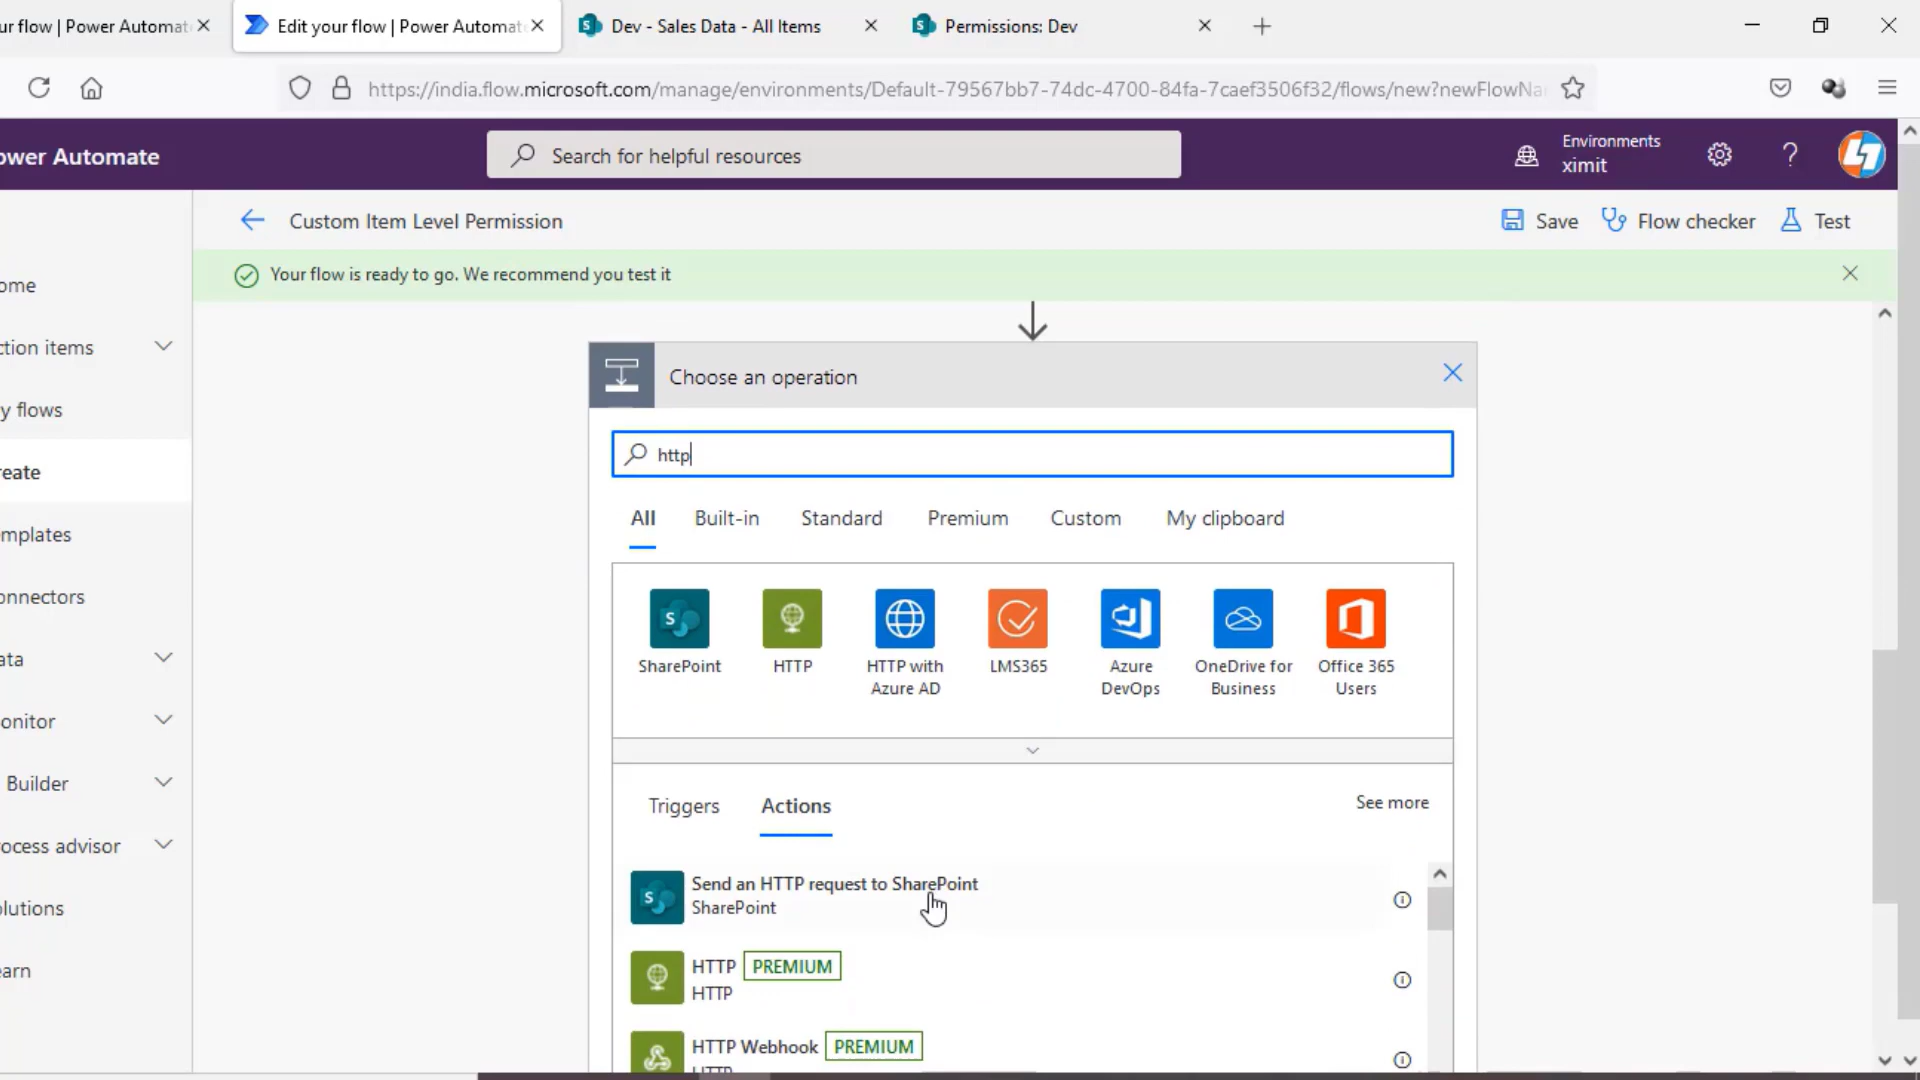 ur flow | Power Automat
Edit your flow | Power Automat
Dev - Sales Data - All Items
Permissions: Dev
https://india.flow.microsoft.com/manage/environments/Default-79567bb7-74dc-4700-84fa-7caef3506f32/flows/new?newFlowNa
ower Automate
Search for helpful resources
Environments
ximit
Custom Item Level Permission
Save
Flow checker
Test
Your flow is ready to go. We recommend you test it
ome
ction items
y flows
reate
emplates
onnectors
ata
onitor
Builder
ocess advisor
olutions
earn
Choose an operation
http
All
Built-in
Standard
Premium
Custom
My clipboard
SharePoint
HTTP
HTTP with
Azure AD
LMS365
Azure
DevOps
OneDrive for
Business
Office 365
Users
Triggers
Actions
See more
Send an HTTP request to SharePoint
SharePoint
HTTP PREMIUM
HTTP
HTTP Webhook PREMIUM
HTTP